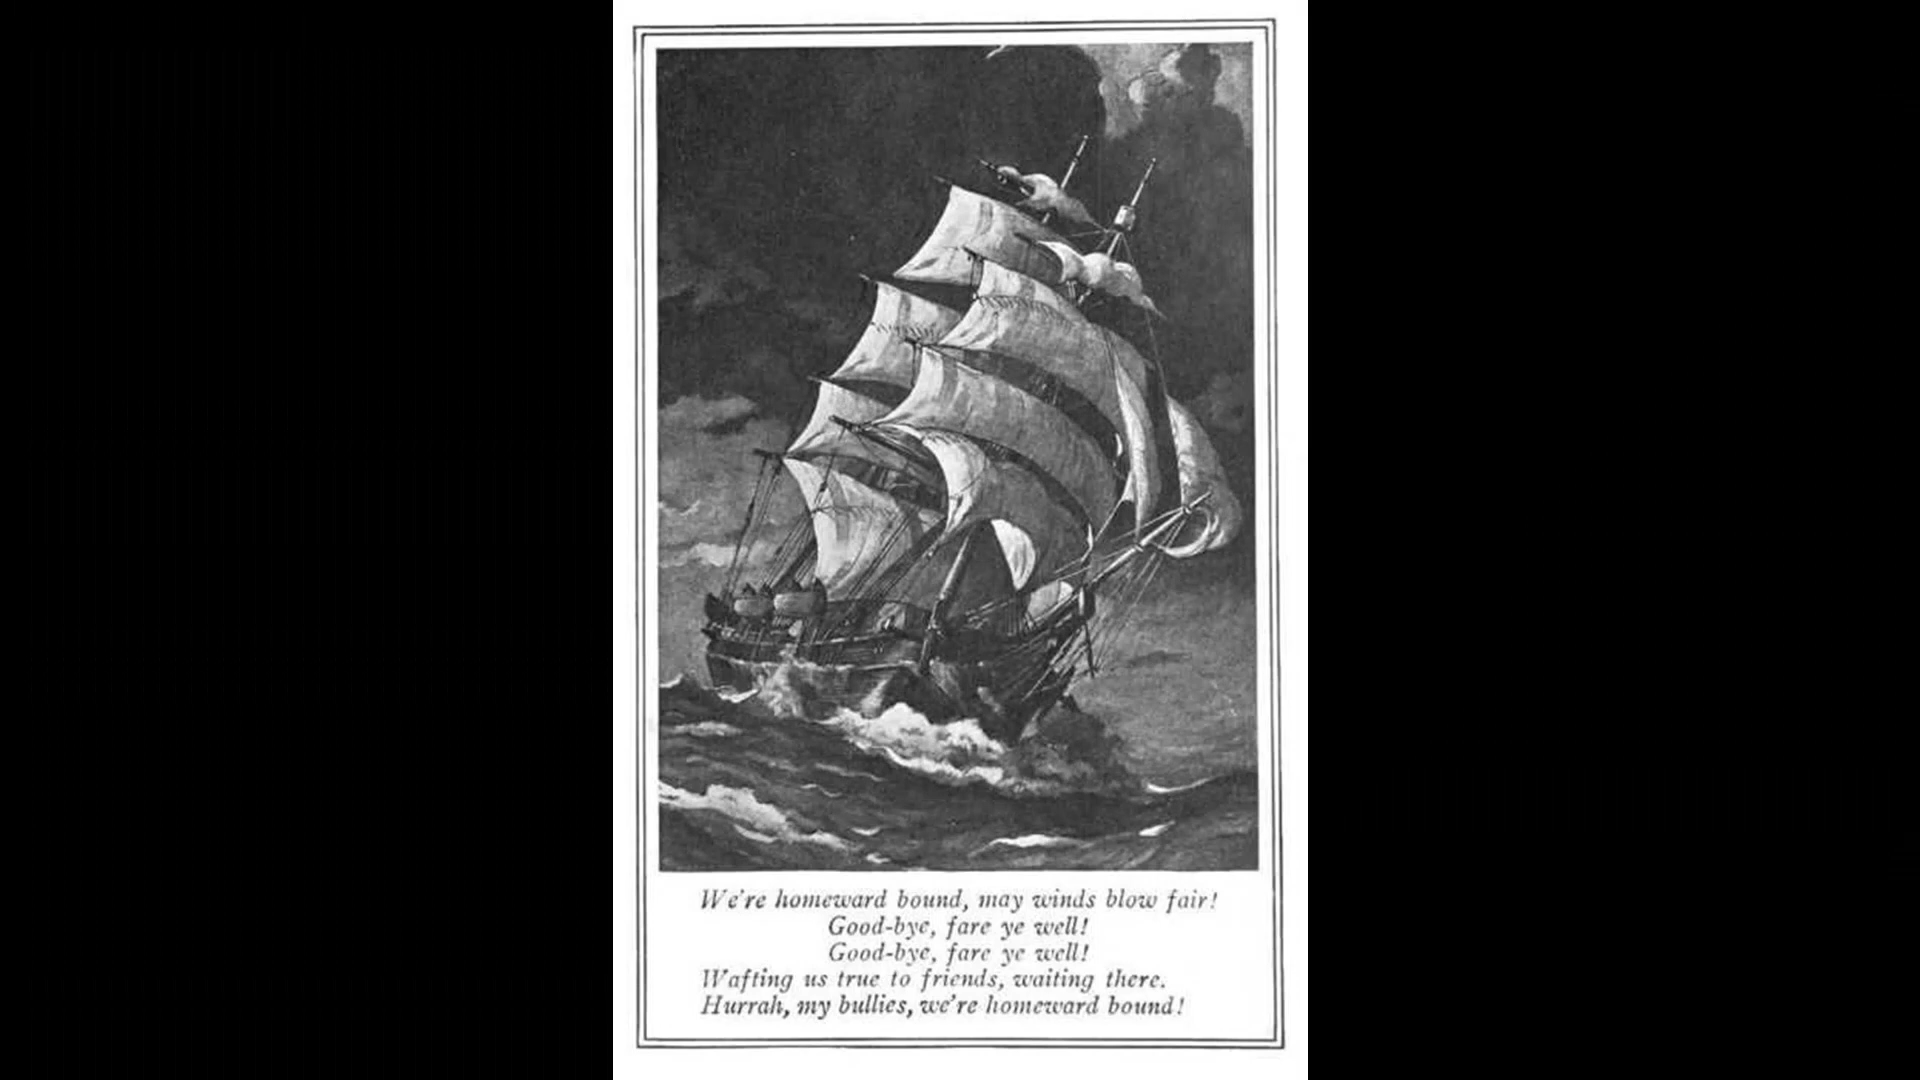 We're homeward bound, may winds blow fair!
Good-bye, fare ye well!
Good-bye, fare ye well!
Wafting us true to friends, waiting there.
Hurrah, my bullies, we're homeward bound!